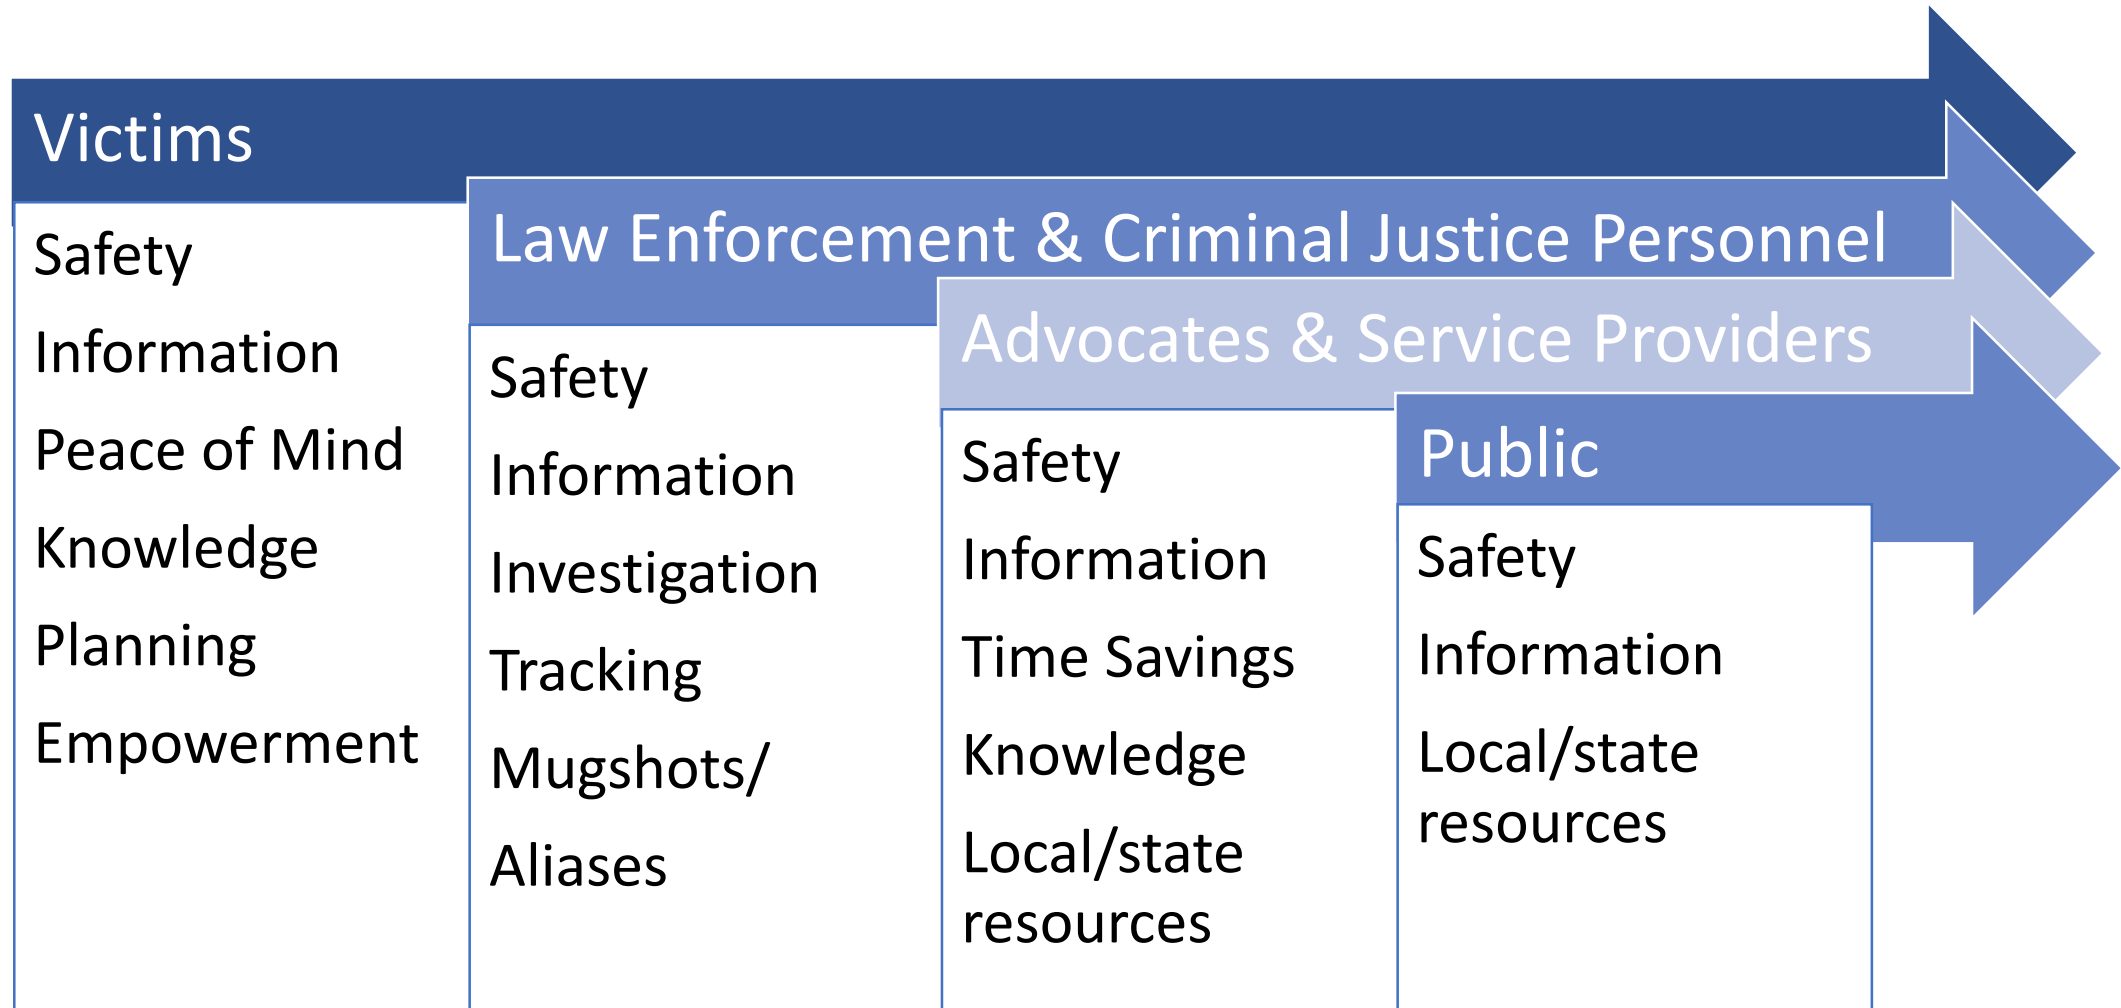 Victims
Safety
Information
Peace of Mind
Knowledge
Planning
Empowerment
Law Enforcement & Criminal Justice Personnel
Safety
Information
Investigation
Tracking
Mugshots/
Aliases
Advocates & Service Providers
Safety
Information
Time Savings
Knowledge
Local/state
resources
Public
Safety
Information
Local/state
resources